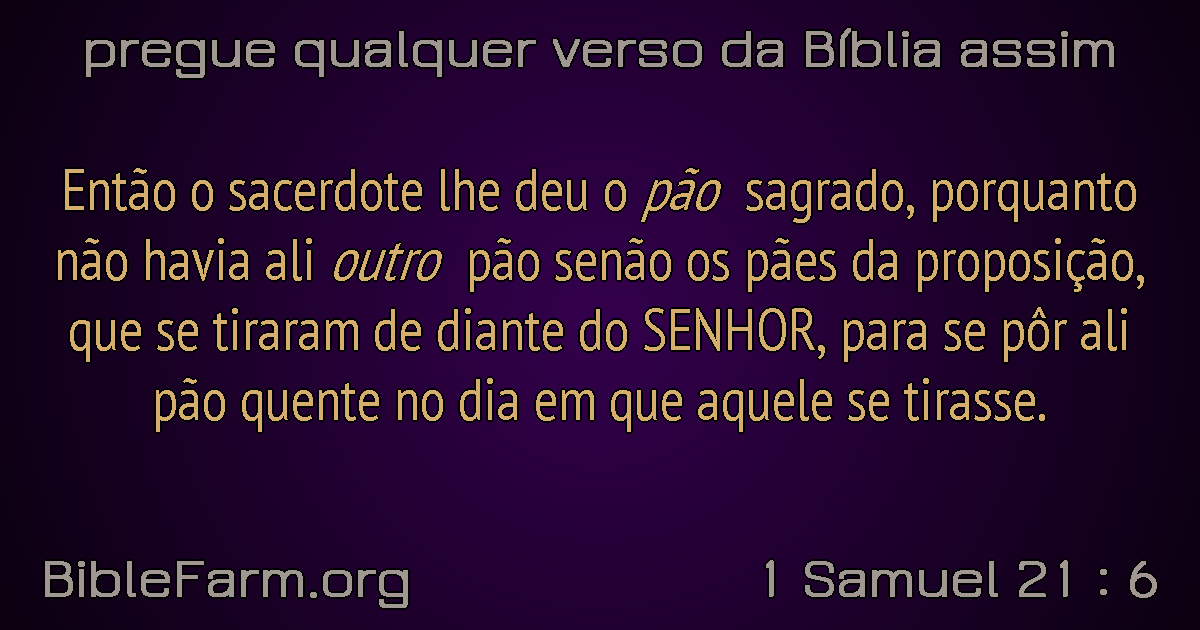 pregue qualquer verso da Bíblia assim
Então o sacerdote lhe deu o pão sagrado, porquanto
não havia ali outro pão senão os pães da proposição,
que se tiraram de diante do SENHOR, para se pôr ali
pão quente no dia em que aquele se tirasse.
BibleFarm.org
1 Samuel 21 : 6